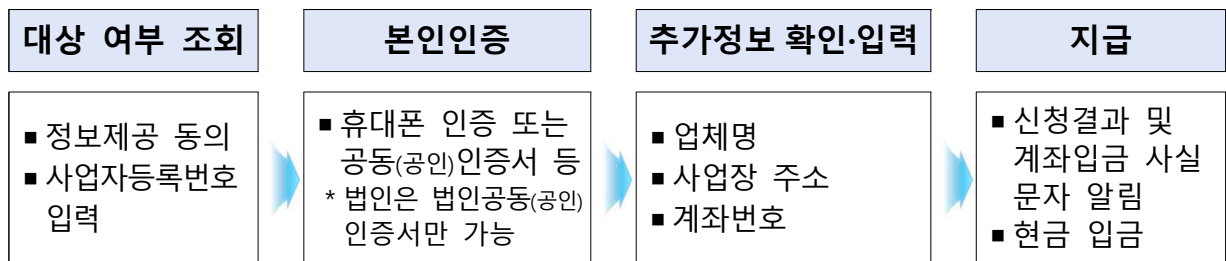 대상 여부 조회
본인인증
추가정보 확인·입력
지급
▪ 정보제공 동의
▪ 사업자등록번호
입력
▪ 휴대폰 인증 또는
공동(공인)인증서 등
* 법인은 법인공동(공인)
인증서만 가능
▪ 업체명
▪ 사업장 주소
▪ 계좌번호
▪ 신청결과 및
계좌입금 사실
문자 알림
▪ 현금 입금